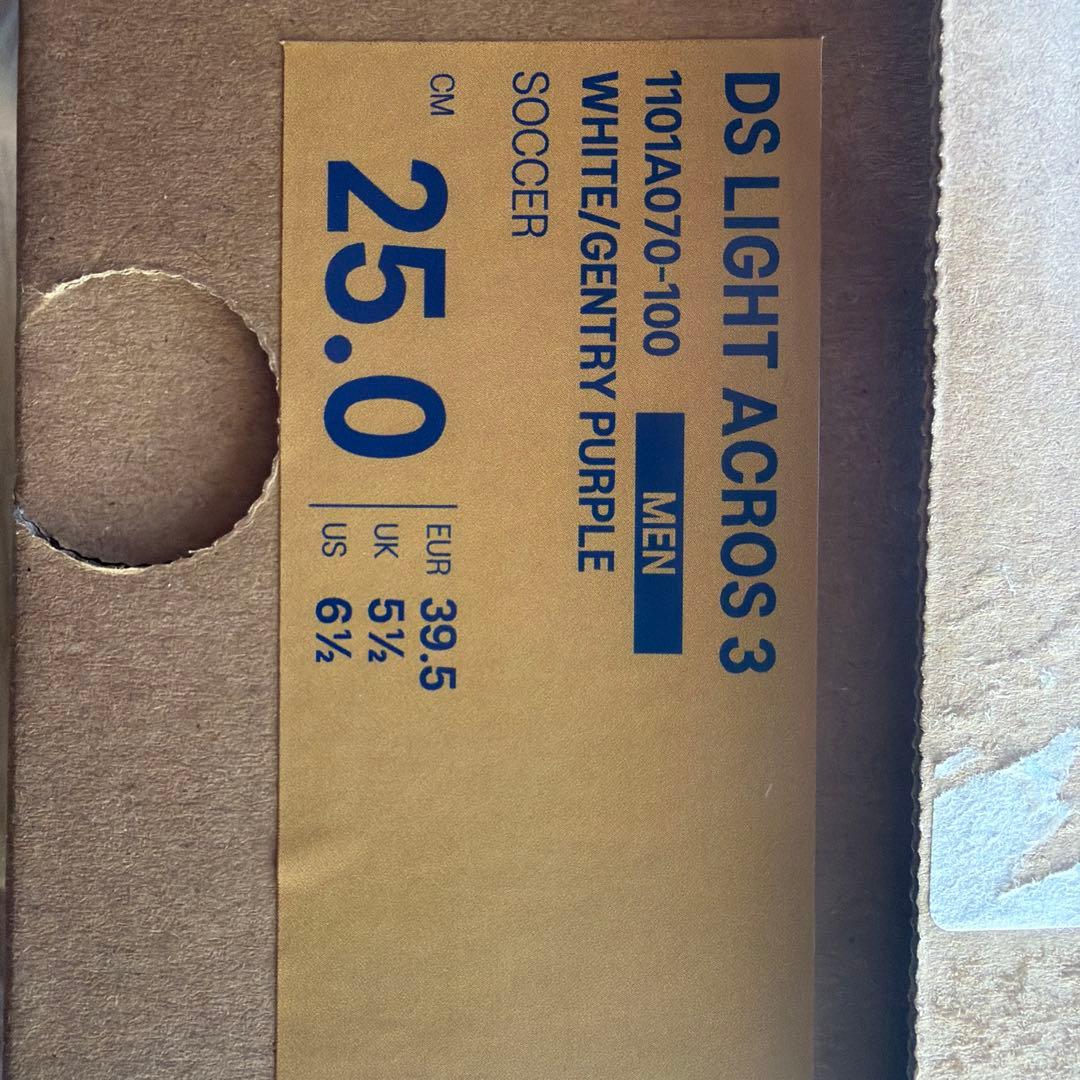 DS LIGHT ACROS 3
1101A070-100 MEN
WHITE/GENTRY PURPLE
SOCCER
CM 25.0
EUR 39.5
UK 5½
US 6½